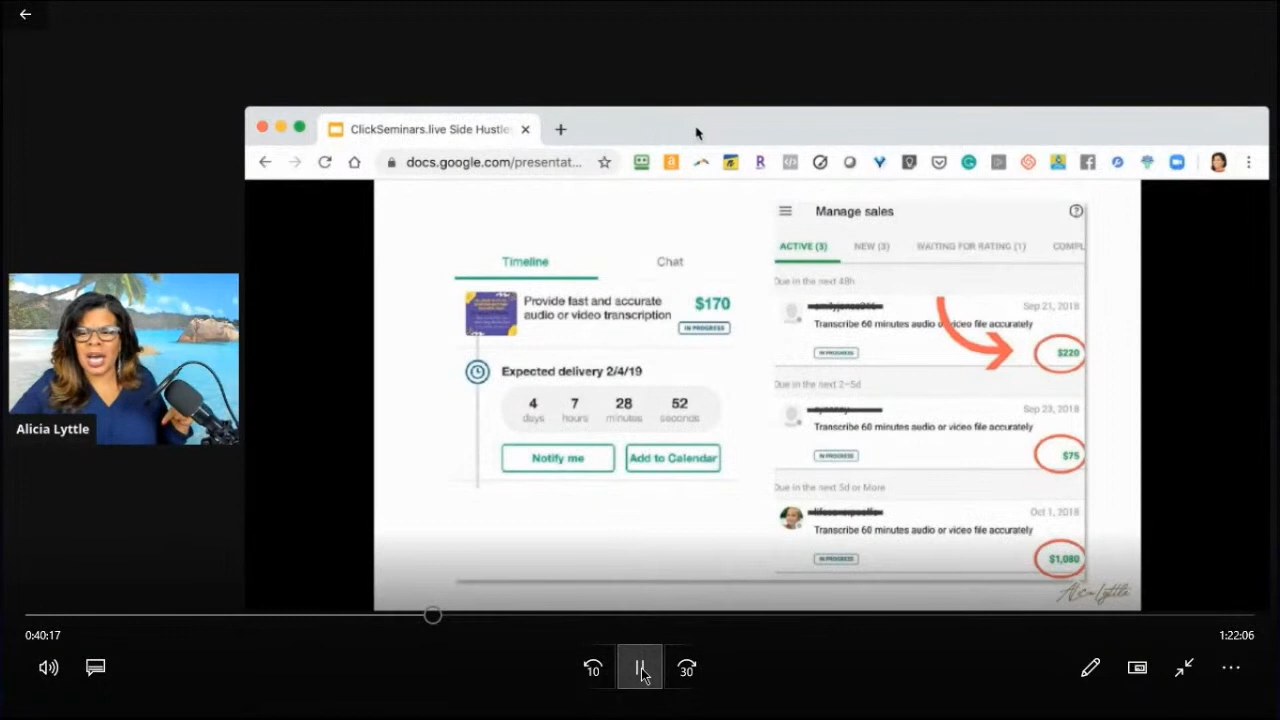 ClickSeminars.live Side Hustle
docs.google.com/presentat...
Timeline
Chat
Provide fast and accurate
audio or video transcription
$170
IN PROGRESS
Expected delivery 2/4/19
4
7
28
52
days
hours
minutes
seconds
Notify me
Add to Calendar
Manage sales
ACTIVE (3)
NEW (3)
WAITING FOR RATING (1)
COMPL
Due in the next 48h
Sep 21, 2018
Transcribe 60 minutes audio or video file accurately
IN PROGRESS
$220
Due in the next 2-5d
Sep 23, 2018
Transcribe 60 minutes audio or video file accurately
IN PROGRESS
$75
Due in the next 5d or More
Oct 1, 2018
Transcribe 60 minutes audio or video file accurately
IN PROGRESS
$1,080
Alicia Lyttle
Alicia Lyttle
0:40:17
1:22:06
10
30